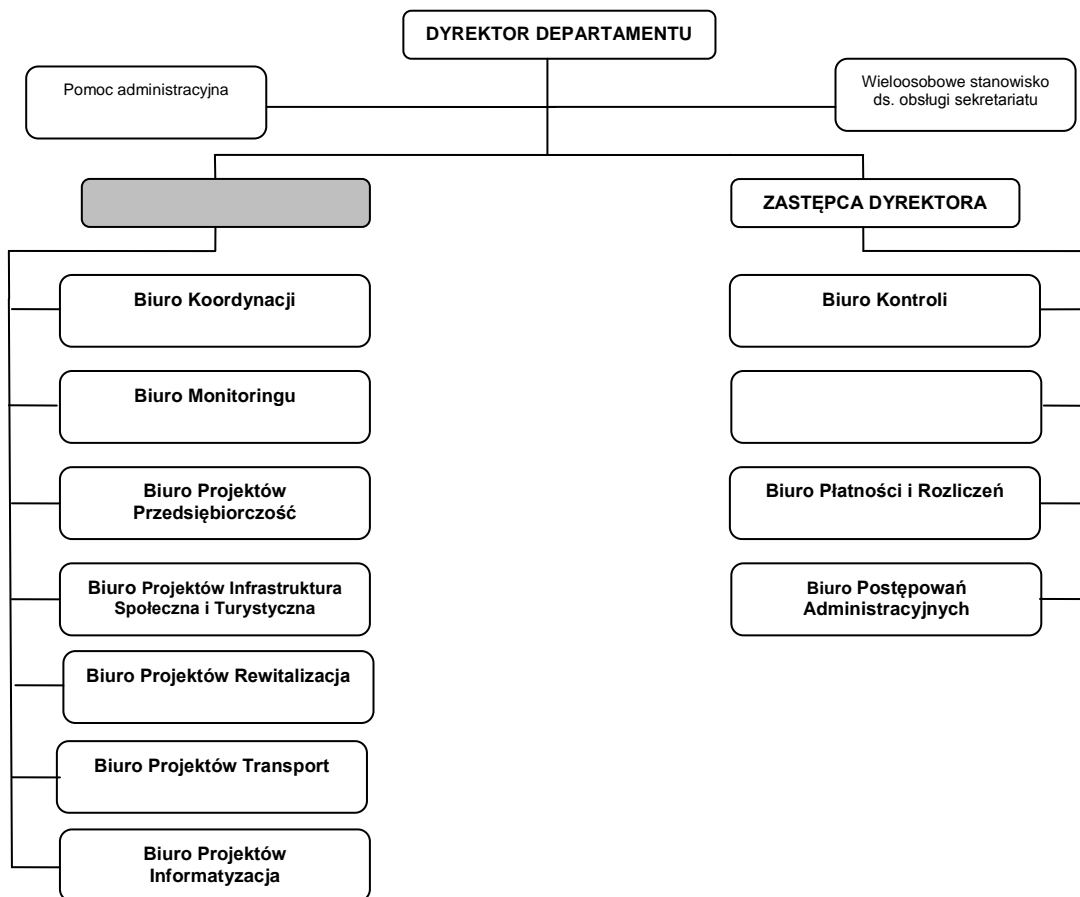 DYREKTOR DEPARTAMENTU
Pomoc administracyjna
Wieloosobowe stanowisko
ds. obsługi sekretariatu
ZASTĘPCA DYREKTORA
Biuro Koordynacji
Biuro Monitoringu
Biuro Projektów
Przedsiębiorczość
Biuro Projektów Infrastruktura
Społeczna i Turystyczna
Biuro Projektów Rewitalizacja
Biuro Projektów Transport
Biuro Projektów
Informatyzacja
Biuro Kontroli
Biuro Płatności i Rozliczeń
Biuro Postępowań
Administracyjnych